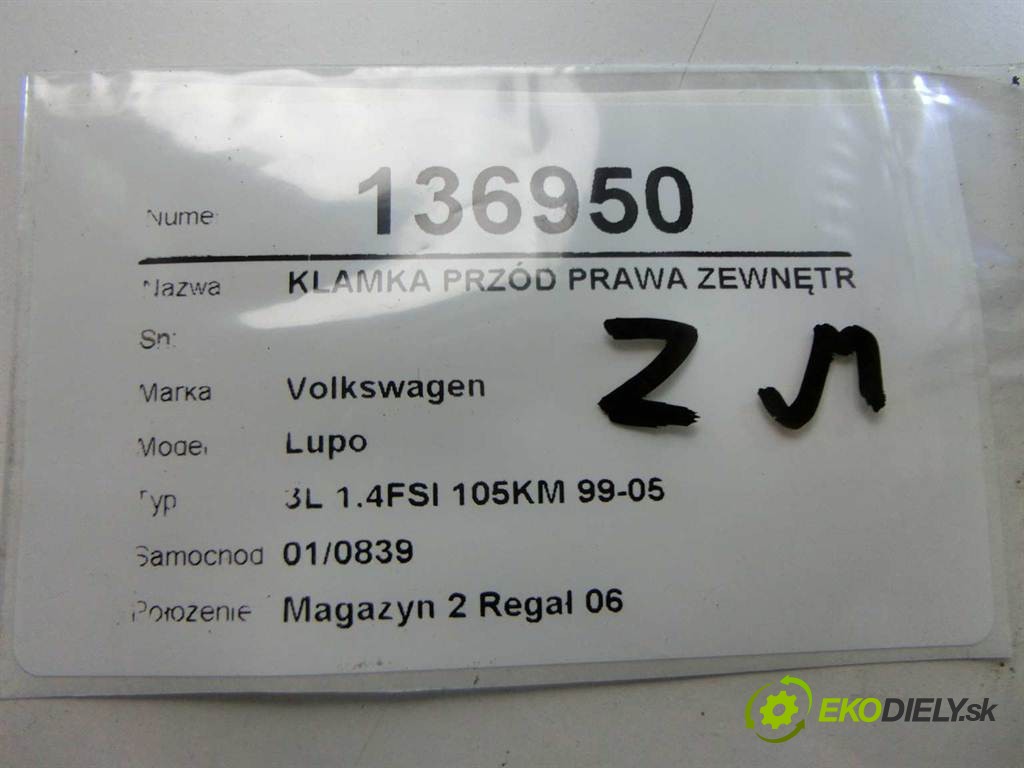 Nume 136950
Nazwa KLAMKA PRZÓD PRAWA ZEWNĘTR
Sn:
Z M
Marka Volkswagen
Model Lupo
Typ 3L 1.4FSI 105KM 99-05
Samochod 01/0839
Położenie Magazyn 2 Regał 06
EKODIELY.sk